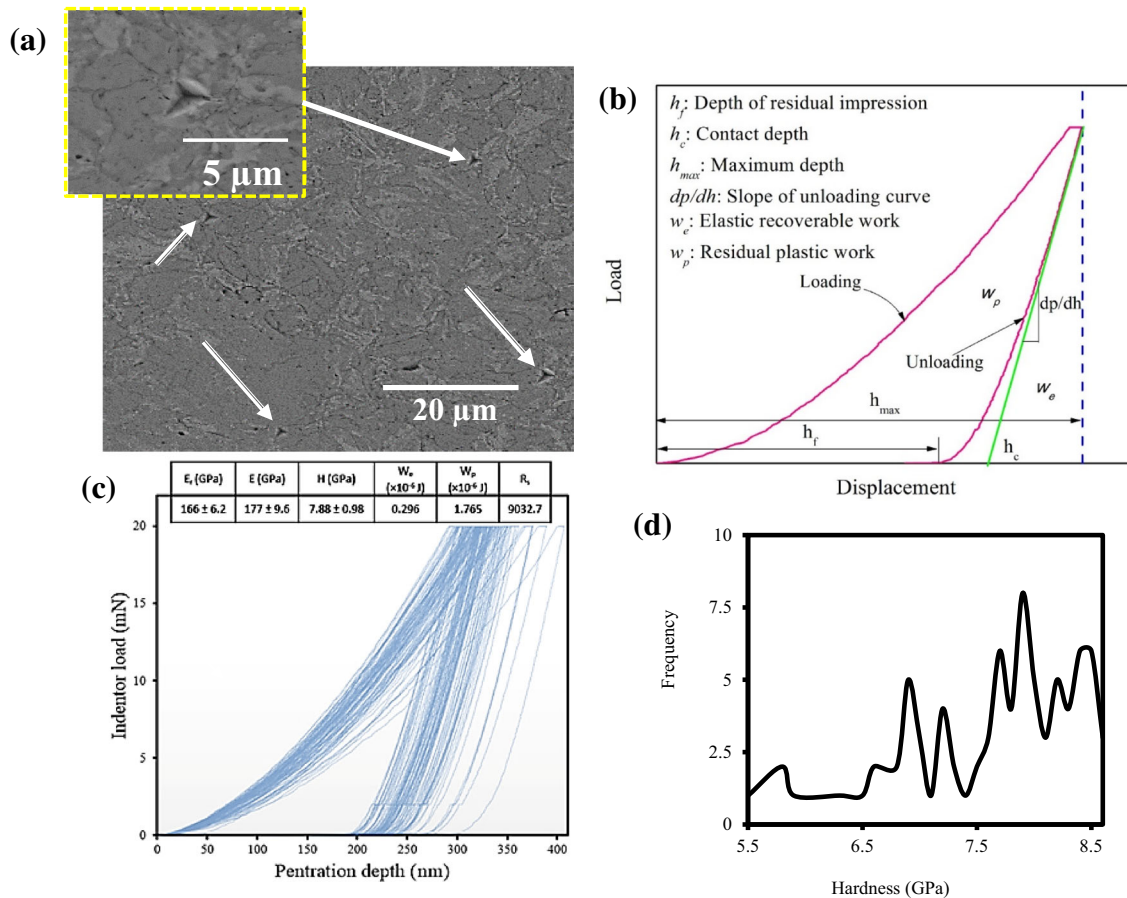 (a)
5 µm
20 µm
(b)
h_f: Depth of residual impression
h_c: Contact depth
h_max: Maximum depth
dp/dh: Slope of unloading curve
w_e: Elastic recoverable work
w_p: Residual plastic work
Loading
w_p
dp/dh
Unloading
w_e
h_max
h_f
h_c
Load
Displacement
(c)
E_r (GPa) E (GPa) H (GPa) W_e (×10⁻⁶ J) W_p (×10⁻⁶ J) R_s
166 ± 6.2 177 ± 9.6 7.88 ± 0.98 0.296 1.765 9032.7
20
15
10
5
0
0 50 100 150 200 250 300 350 400
Indentor load (mN)
Pentration depth (nm)
(d)
10
7.5
5
2.5
0
5.5 6.5 7.5 8.5
Frequency
Hardness (GPa)